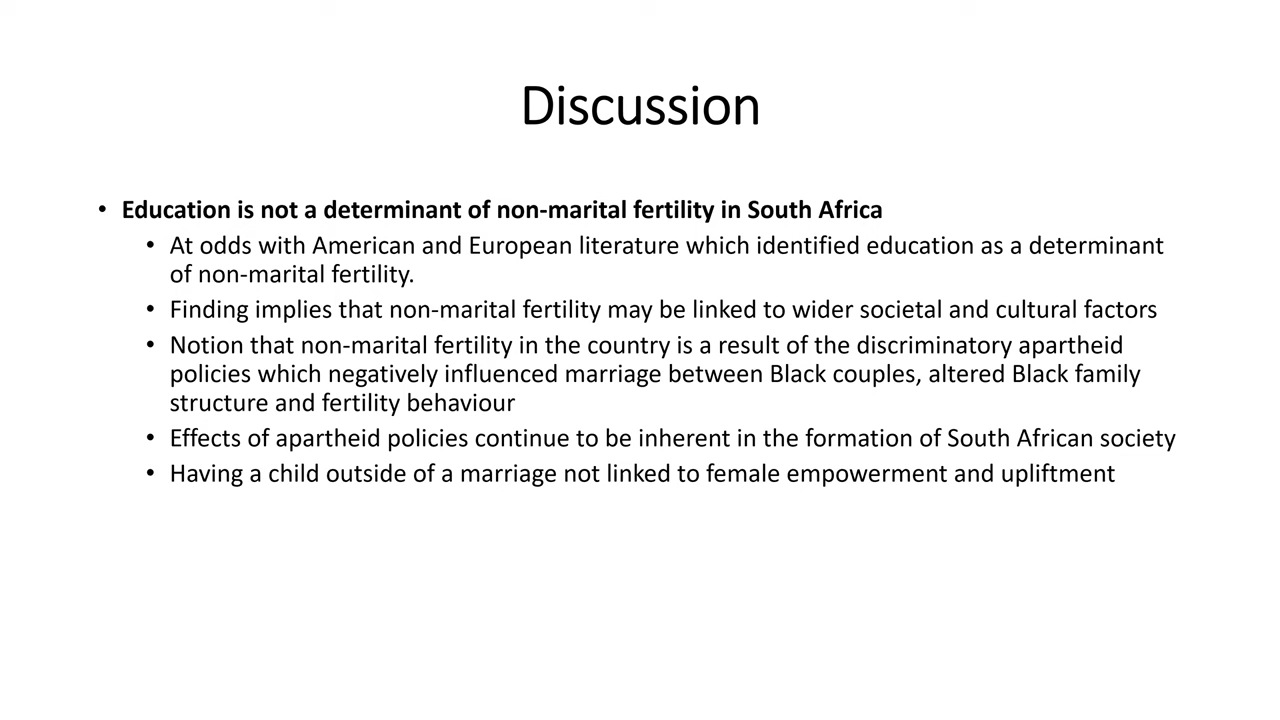 Discussion
• Education is not a determinant of non-marital fertility in South Africa
• At odds with American and European literature which identified education as a determinant
of non-marital fertility.
• Finding implies that non-marital fertility may be linked to wider societal and cultural factors
• Notion that non-marital fertility in the country is a result of the discriminatory apartheid
policies which negatively influenced marriage between Black couples, altered Black family
structure and fertility behaviour
• Effects of apartheid policies continue to be inherent in the formation of South African society
• Having a child outside of a marriage not linked to female empowerment and upliftment